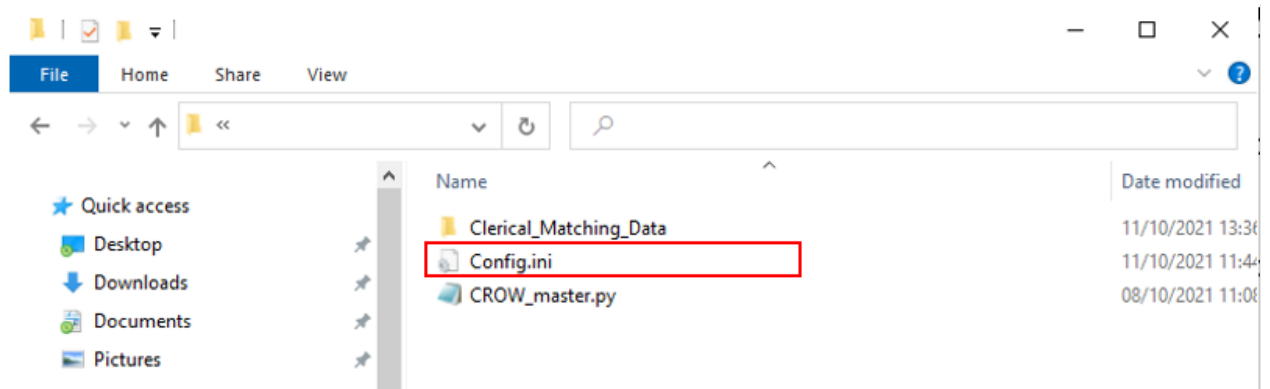 File Home Share View
«
Name Date modified
Quick access
Desktop
Downloads
Documents
Pictures
Clerical_Matching_Data 11/10/2021 13:36
Config.ini 11/10/2021 11:44
CROW_master.py 08/10/2021 11:08